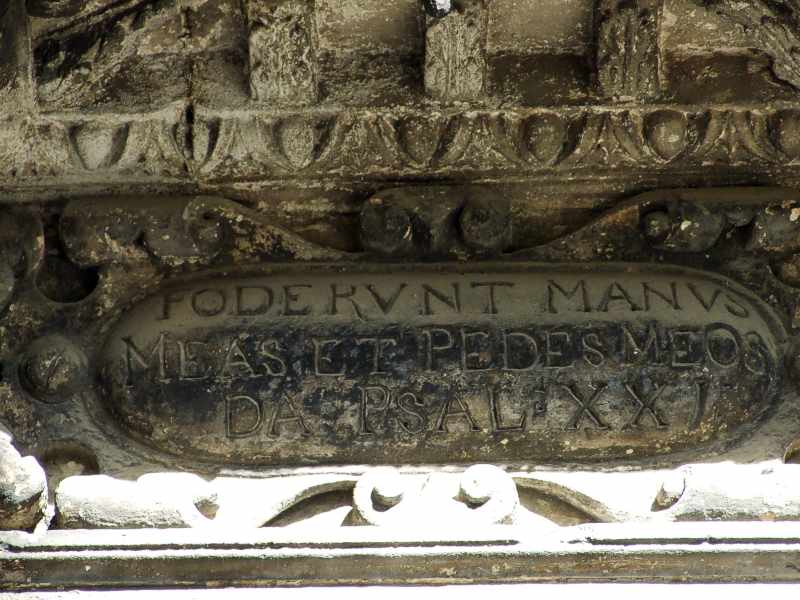 FODERVNT MANVS
MEAS ET PEDES MEOS
DA. PSAL. XXI